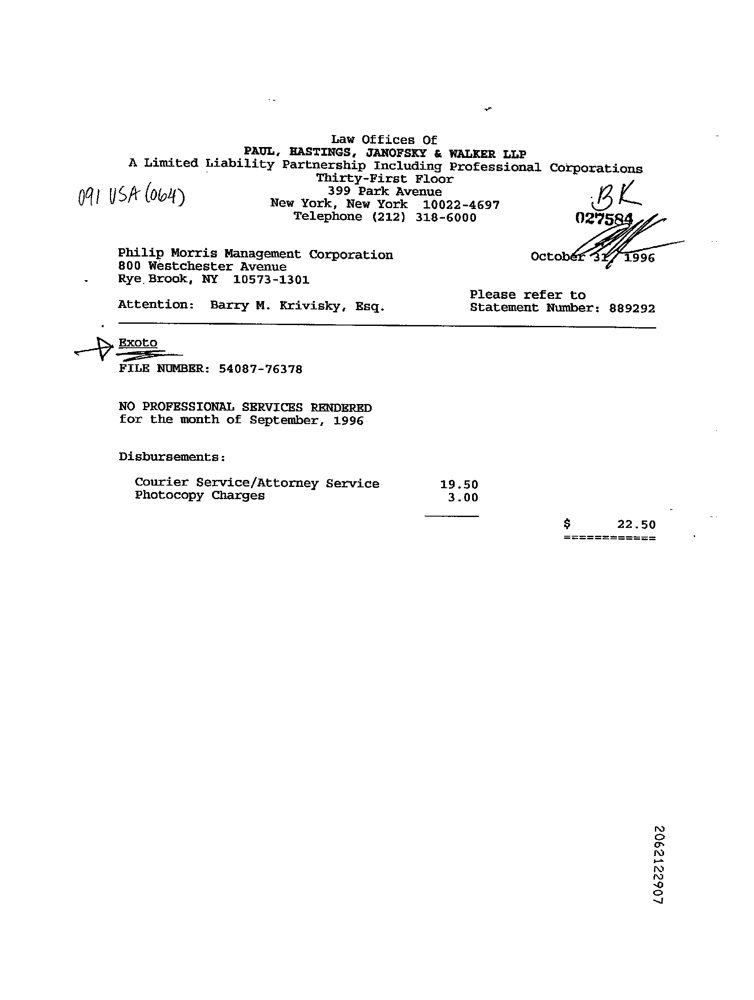 Law Offices Of
PAUL, HASTINGS, JANOFSKY & WALKER LLP
A Limited Liability Partnership Including Professional Corporations
Thirty-First Floor
399 Park Avenue
New York, New York 10022-4697
Telephone (212) 318-6000
091 USA (064)
BK
027584
October 31, 1996
Philip Morris Management Corporation
800 Westchester Avenue
Rye Brook, NY 10573-1301
Attention: Barry M. Krivisky, Esq.
Please refer to
Statement Number: 889292
Exoto
FILE NUMBER: 54087-76378
NO PROFESSIONAL SERVICES RENDERED
for the month of September, 1996
Disbursements:
Courier Service/Attorney Service 19.50
Photocopy Charges 3.00
$ 22.50
============
2062122907